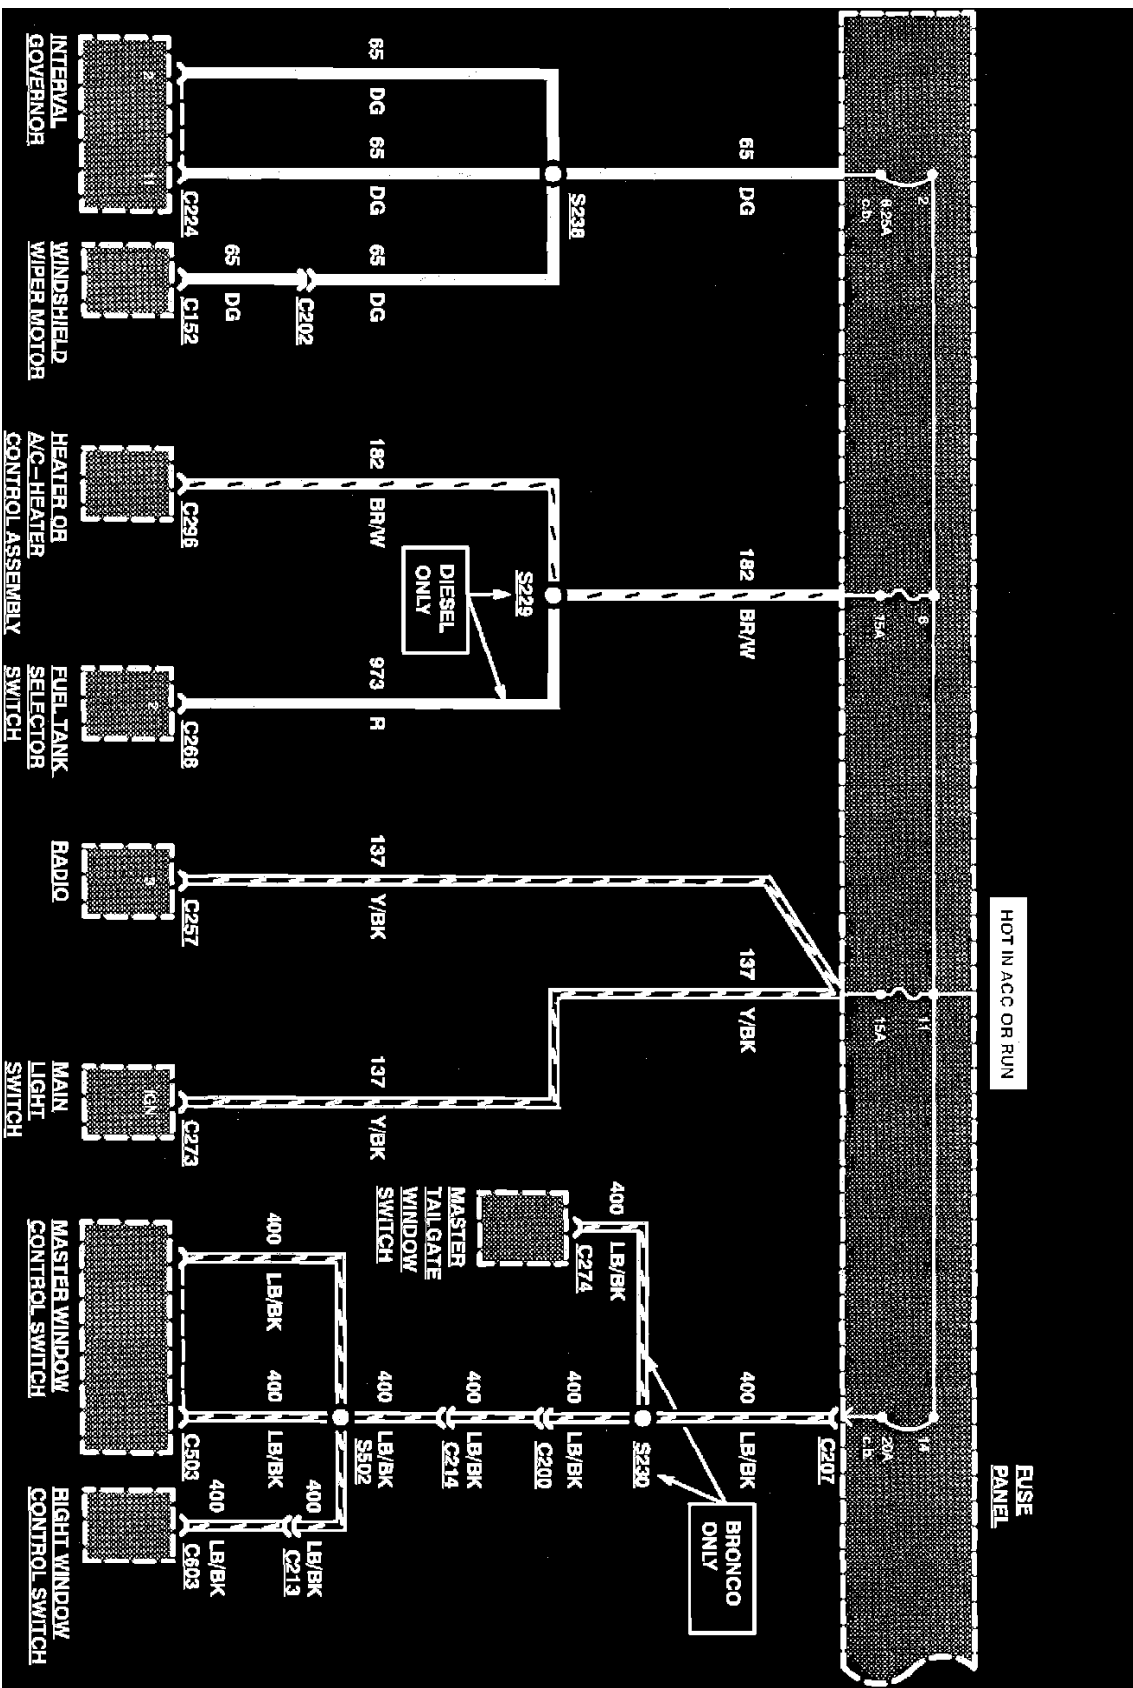 HOT IN ACC OR RUN
FUSE
PANEL
2
6.25A
c.b.
6
15A
11
15A
14
20A
c.b.
C207
65
DG
182
BR/W
137
Y/BK
400
LB/BK
BRONCO
ONLY
S238
S229
S230
DIESEL
ONLY
65
DG
65
DG
65
DG
C202
65
DG
182
BR/W
973
R
137
Y/BK
137
Y/BK
400
LB/BK
C274
MASTER
TAILGATE
WINDOW
SWITCH
400
LB/BK
C200
400
LB/BK
C214
400
LB/BK
S502
400
LB/BK
400
LB/BK
400
LB/BK
C213
400
LB/BK
C224
C152
C296
C268
C257
C273
C503
C603
2
11
2
3
IGN
INTERVAL
GOVERNOR
WINDSHIELD
WIPER MOTOR
HEATER OR
A/C-HEATER
CONTROL ASSEMBLY
FUEL TANK
SELECTOR
SWITCH
RADIO
MAIN
LIGHT
SWITCH
MASTER WINDOW
CONTROL SWITCH
RIGHT WINDOW
CONTROL SWITCH